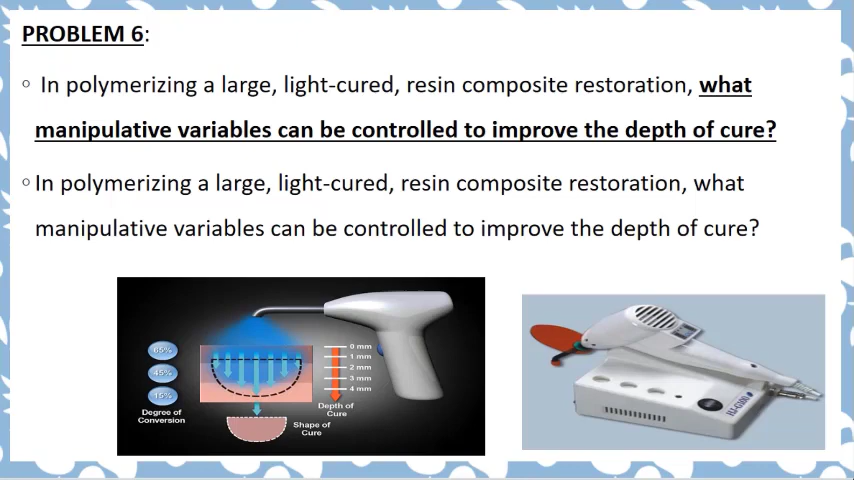 PROBLEM 6:
◦ In polymerizing a large, light-cured, resin composite restoration, what
manipulative variables can be controlled to improve the depth of cure?
◦ In polymerizing a large, light-cured, resin composite restoration, what
manipulative variables can be controlled to improve the depth of cure?
65%
45%
15%
Degree of
Conversion
0 mm
1 mm
2 mm
3 mm
4 mm
Depth of
Cure
Shape of
Cure